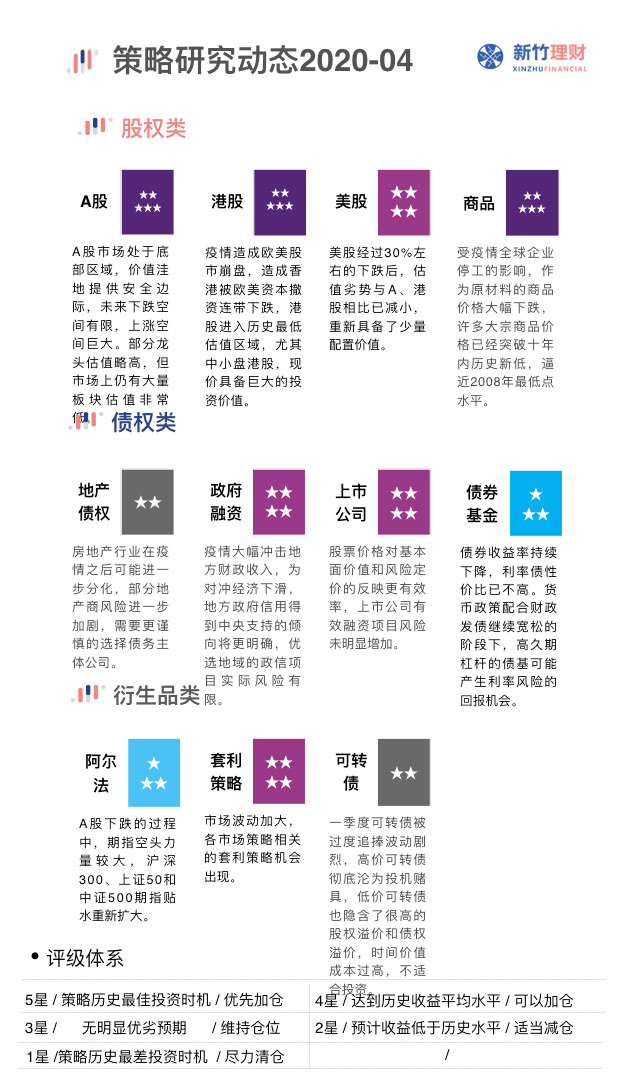 策略研究动态2020-04
新竹理财
XINZHUFINANCIAL
股权类
A股
★★
★★★
A股市场处于底
部区域，价值洼
地提供安全边
际，未来下跌空
间有限，上涨空
间巨大。部分龙
头估值略高，但
市场上仍有大量
板块估值非常
低。
港股
★★
★★★
疫情造成欧美股
市崩盘，造成香
港被欧美资本撤
资连带下跌，港
股进入历史最低
估值区域，尤其
中小盘港股，现
价具备巨大的投
资价值。
美股
★★
★★
美股经过30%左
右的下跌后，估
值劣势与A、港
股相比已减小，
重新具备了少量
配置价值。
商品
★★
★★★
受疫情全球企业
停工的影响，作
为原材料的商品
价格大幅下跌，
许多大宗商品价
格已经突破十年
内历史新低，逼
近2008年最低点
水平。
债权类
地产
债权
★★
房地产行业在疫
情之后可能进一
步分化，部分地
产商风险进一步
加剧，需要更谨
慎的选择债务主
体公司。
政府
融资
★★
★★
疫情大幅冲击地
方财政收入，为
对冲经济下滑，
地方政府信用得
到中央支持的倾
向将更明确，优
选地域的政信项
目实际风险有
限。
上市
公司
★★
★★
股票价格对基本
面价值和风险定
价的反映更有效
率，上市公司有
效融资项目风险
未明显增加。
债券
基金
★
★★
债券收益率持续
下降，利率债性
价比已不高。货
币政策配合财政
发债继续宽松的
阶段下，高久期
杠杆的债基可能
产生利率风险的
回报机会。
衍生品类
阿尔
法
★
★★
A股下跌的过程
中，期指空头力
量较大，沪深
300、上证50和
中证500期指贴
水重新扩大。
套利
策略
★★
★★
市场波动加大，
各市场策略相关
的套利策略机会
出现。
可转
债
★★
一季度可转债被
过度追捧波动剧
烈，高价可转债
彻底沦为投机赌
具，低价可转债
也隐含了很高的
股权溢价和债权
溢价，时间价值
成本过高，不适
合投资。
• 评级体系
5星 / 策略历史最佳投资时机 / 优先加仓
4星 / 达到历史收益平均水平 / 可以加仓
3星 / 无明显优劣预期 / 维持仓位
2星 / 预计收益低于历史水平 / 适当减仓
1星 /策略历史最差投资时机 / 尽力清仓
/